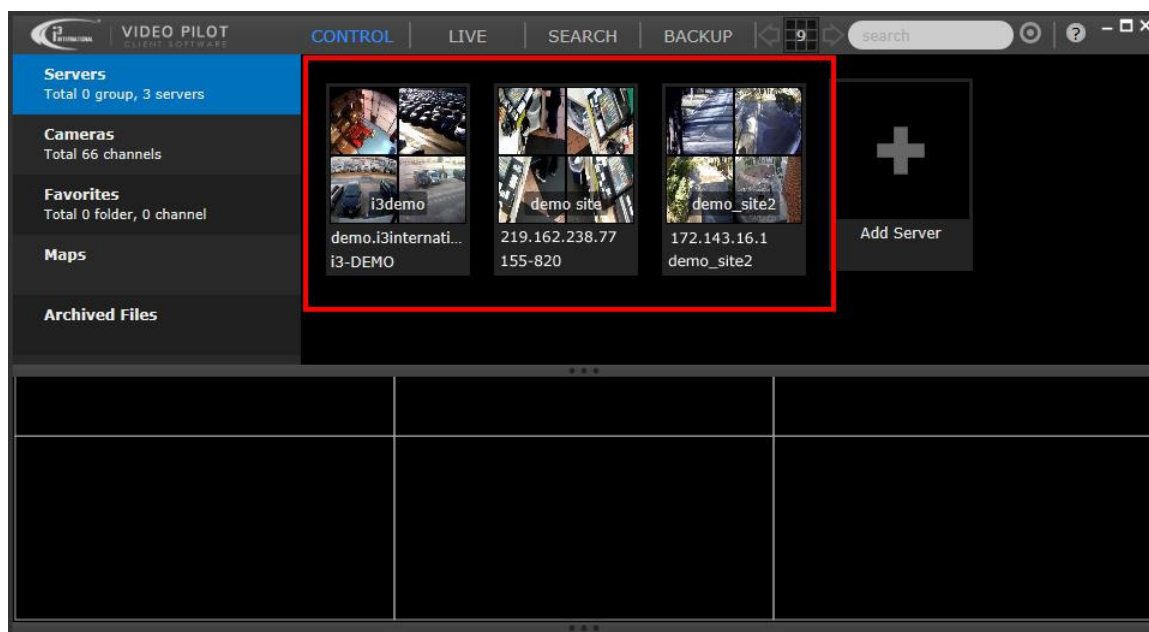 i3 INTERNATIONAL
VIDEO PILOT
CLIENT SOFTWARE
CONTROL
LIVE
SEARCH
BACKUP
9
search
?
Servers
Total 0 group, 3 servers
Cameras
Total 66 channels
Favorites
Total 0 folder, 0 channel
Maps
Archived Files
i3demo
demo.i3internati...
i3-DEMO
demo site
219.162.238.77
155-820
demo_site2
172.143.16.1
demo_site2
Add Server